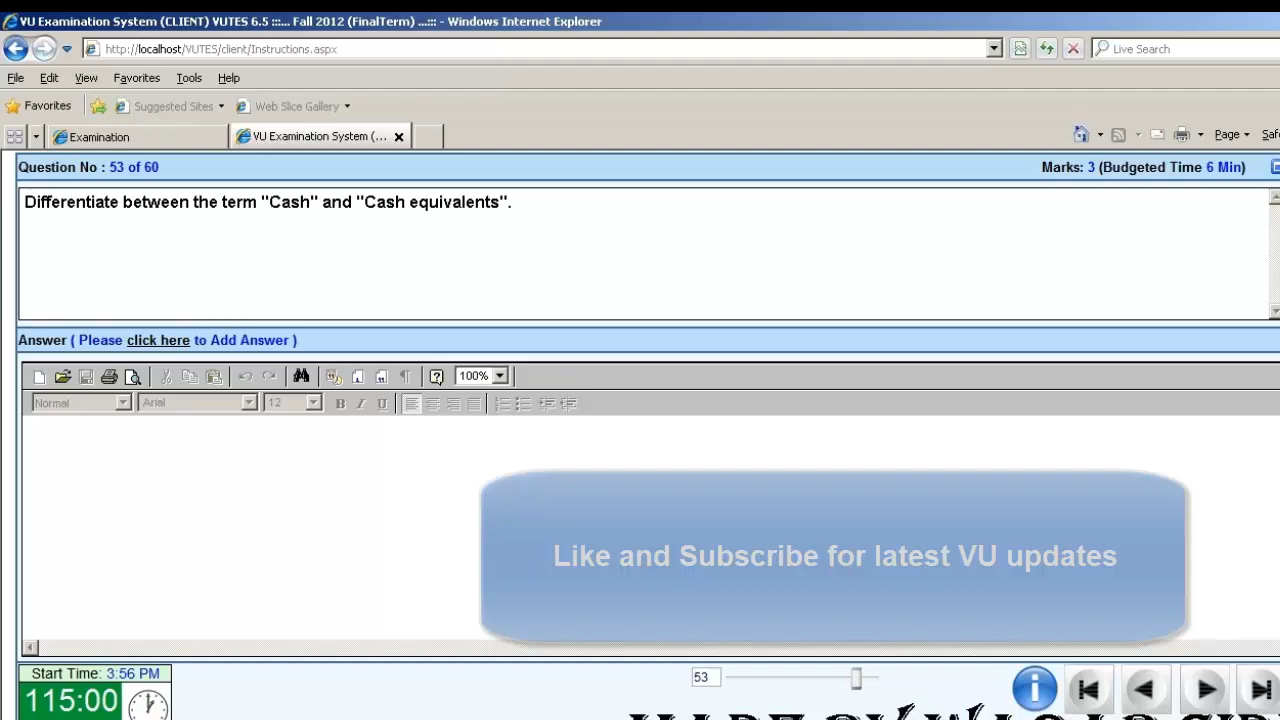 VU Examination System (CLIENT) VUTES 6.5 :::... Fall 2012 (FinalTerm) ...::: - Windows Internet Explorer
http://localhost/VUTES/client/Instructions.aspx
Live Search
File Edit View Favorites Tools Help
Favorites Suggested Sites Web Slice Gallery
Examination VU Examination System (... Page Safe
Question No : 53 of 60 Marks: 3 (Budgeted Time 6 Min)
Differentiate between the term "Cash" and "Cash equivalents".
Answer ( Please click here to Add Answer )
100%
Normal Arial 12 B I U
Like and Subscribe for latest VU updates
Start Time: 3:56 PM
53
115:00